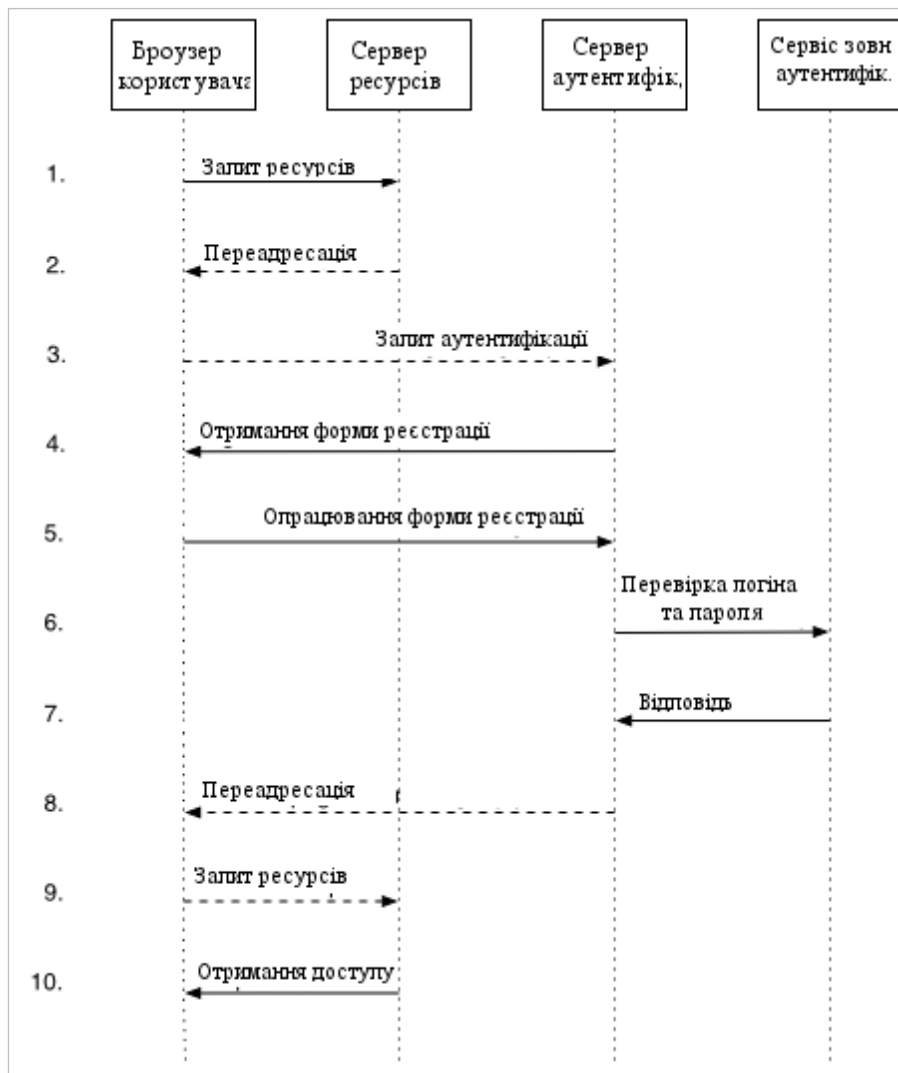 Броузер
користувача
Сервер
ресурсів
Сервер
аутентифік,
Сервіс зовн
аутентифік.
1.
Запит ресурсів
2.
Переадресація
3.
Запит аутентифікації
4.
Отримання форми реєстрації
5.
Опрацювання форми реєстрації
6.
Перевірка логіна
та пароля
7.
Відповідь
8.
Переадресація
9.
Запит ресурсів
10.
Отримання доступу